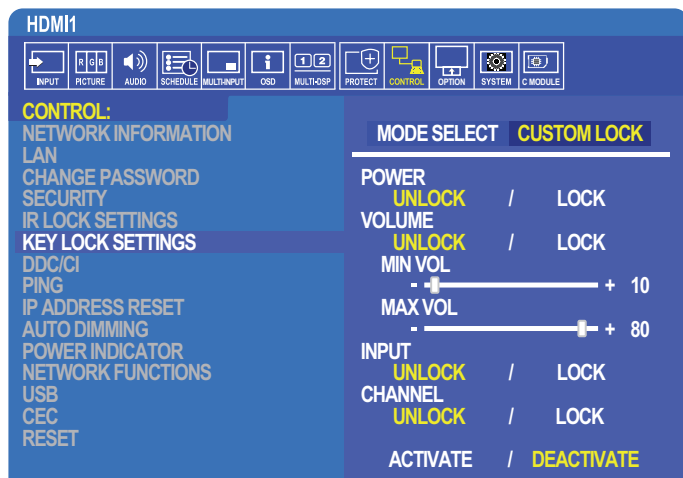 HDMI1
INPUT RGB PICTURE AUDIO SCHEDULE MULTI-INPUT OSD 1 2 MULTI-DSP PROTECT CONTROL OPTION SYSTEM C MODULE
CONTROL:
NETWORK INFORMATION
LAN
CHANGE PASSWORD
SECURITY
IR LOCK SETTINGS
KEY LOCK SETTINGS
DDC/CI
PING
IP ADDRESS RESET
AUTO DIMMING
POWER INDICATOR
NETWORK FUNCTIONS
USB
CEC
RESET
MODE SELECT CUSTOM LOCK
POWER
UNLOCK / LOCK
VOLUME
UNLOCK / LOCK
MIN VOL
- + 10
MAX VOL
- + 80
INPUT
UNLOCK / LOCK
CHANNEL
UNLOCK / LOCK
ACTIVATE / DEACTIVATE